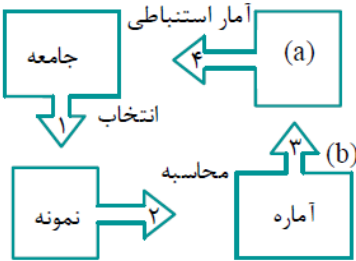 آمار استنباطی
جامعه
۴
(a)
۱
انتخاب
۳
(b)
محاسبه
نمونه
۲
آماره